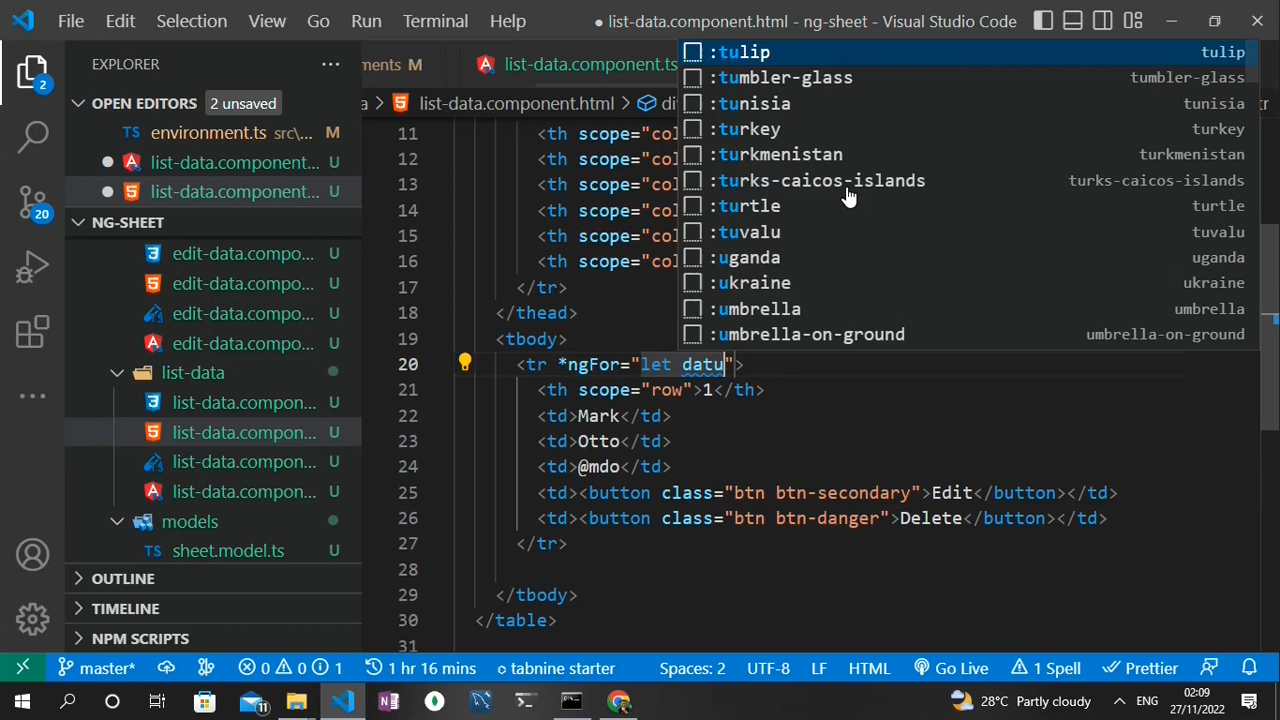 File Edit Selection View Go Run Terminal Help
● list-data.component.html - ng-sheet - Visual Studio Code
EXPLORER
OPEN EDITORS 2 unsaved
environment.ts src\... M
list-data.component... U
list-data.component... U
NG-SHEET
edit-data.compo... U
edit-data.compo... U
edit-data.compo... U
edit-data.compo... U
list-data
list-data.compon... U
list-data.compon... U
list-data.compon... U
list-data.compon... U
models
sheet.model.ts U
OUTLINE
TIMELINE
NPM SCRIPTS
2
20
ments M
list-data.component.ts
list-data.component.html
11 <th scope="col
12 <th scope="col
13 <th scope="col
14 <th scope="col
15 <th scope="col
16 <th scope="col
17 </tr>
18 </thead>
19 <tbody>
20 <tr *ngFor="let datu">
21 <th scope="row">1</th>
22 <td>Mark</td>
23 <td>Otto</td>
24 <td>@mdo</td>
25 <td><button class="btn btn-secondary">Edit</button></td>
26 <td><button class="btn btn-danger">Delete</button></td>
27 </tr>
28
29 </tbody>
30 </table>
31
:tulip tulip
:tumbler-glass tumbler-glass
:tunisia tunisia
:turkey turkey
:turkmenistan turkmenistan
:turks-caicos-islands turks-caicos-islands
:turtle turtle
:tuvalu tuvalu
:uganda uganda
:ukraine ukraine
:umbrella umbrella
:umbrella-on-ground umbrella-on-ground
master* 0 0 1 1 hr 16 mins tabnine starter Spaces: 2 UTF-8 LF HTML Go Live 1 Spell Prettier
11 28°C Partly cloudy ENG 02:09
27/11/2022